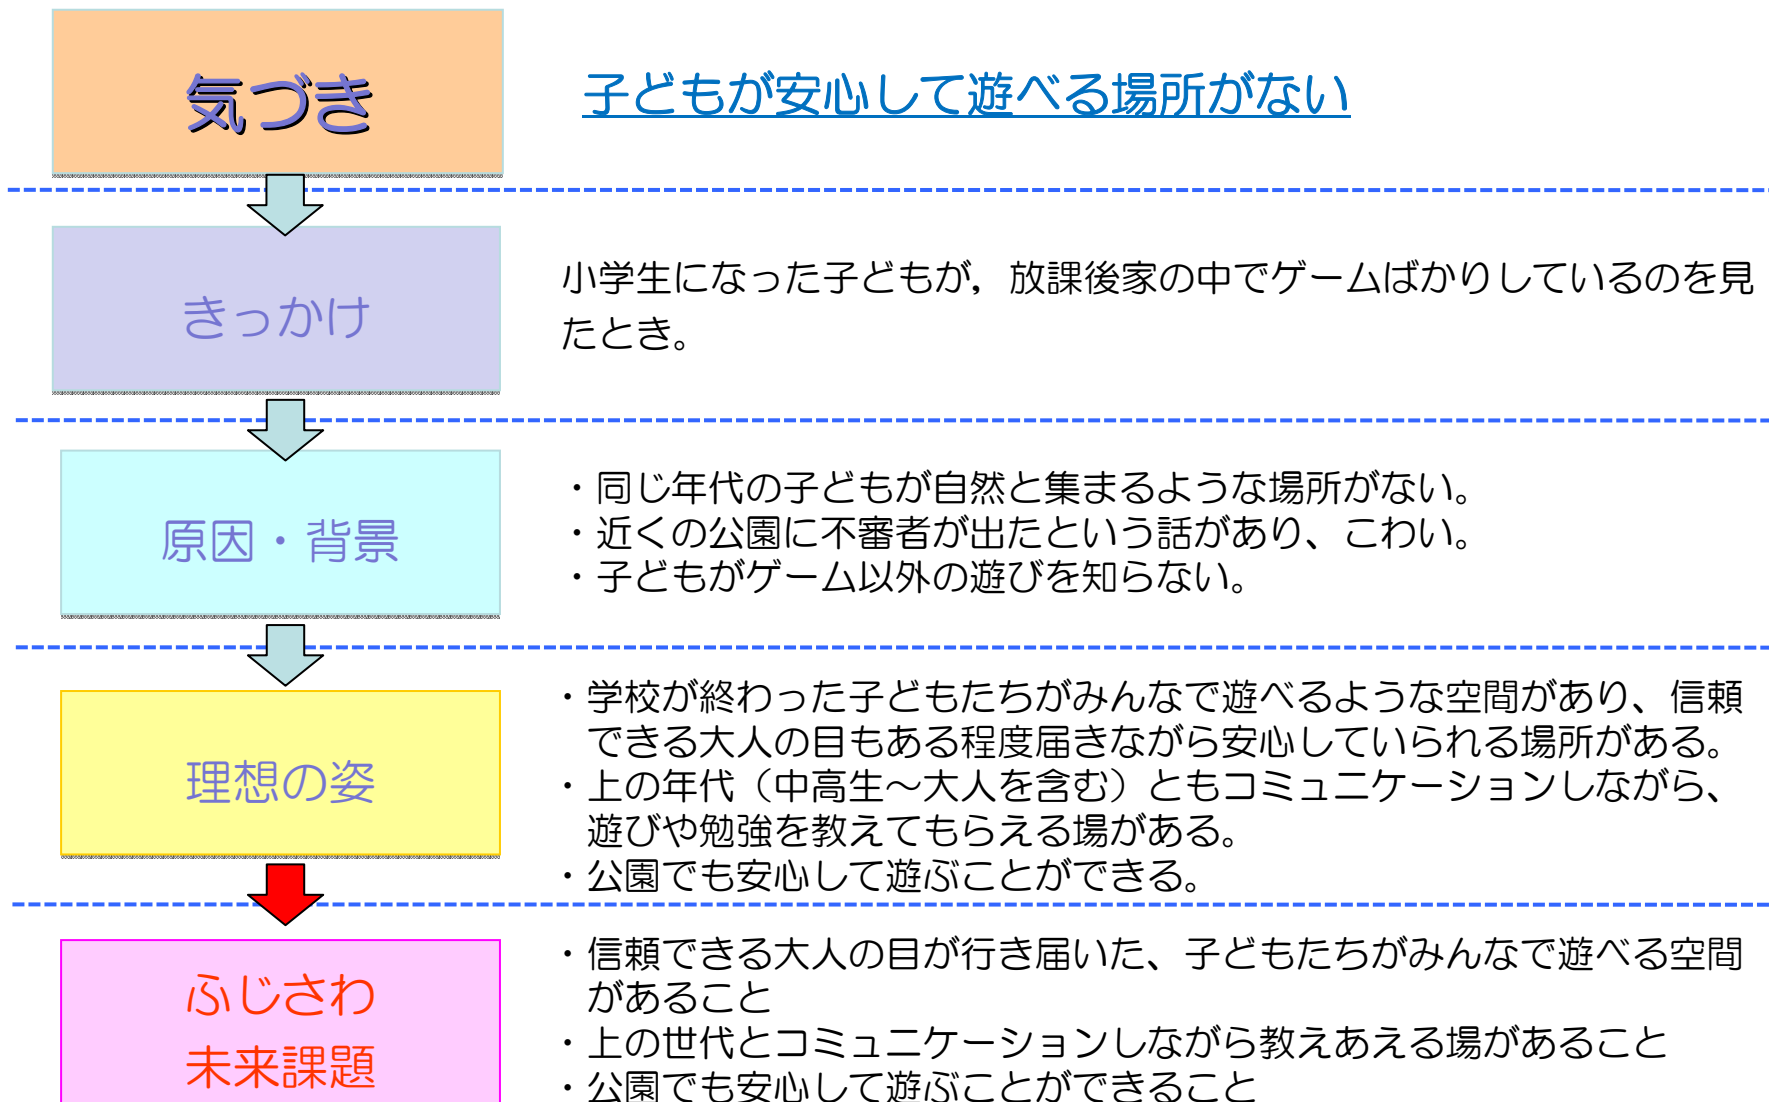 気づき
子どもが安心して遊べる場所がない
きっかけ
小学生になった子どもが，放課後家の中でゲームばかりしているのを見
たとき。
原因・背景
・同じ年代の子どもが自然と集まるような場所がない。
・近くの公園に不審者が出たという話があり、こわい。
・子どもがゲーム以外の遊びを知らない。
理想の姿
・学校が終わった子どもたちがみんなで遊べるような空間があり、信頼
できる大人の目もある程度届きながら安心していられる場所がある。
・上の年代（中高生～大人を含む）ともコミュニケーションしながら、
遊びや勉強を教えてもらえる場がある。
・公園でも安心して遊ぶことができる。
ふじさわ
未来課題
・信頼できる大人の目が行き届いた、子どもたちがみんなで遊べる空間
があること
・上の世代とコミュニケーションしながら教えあえる場があること
・公園でも安心して遊ぶことができること